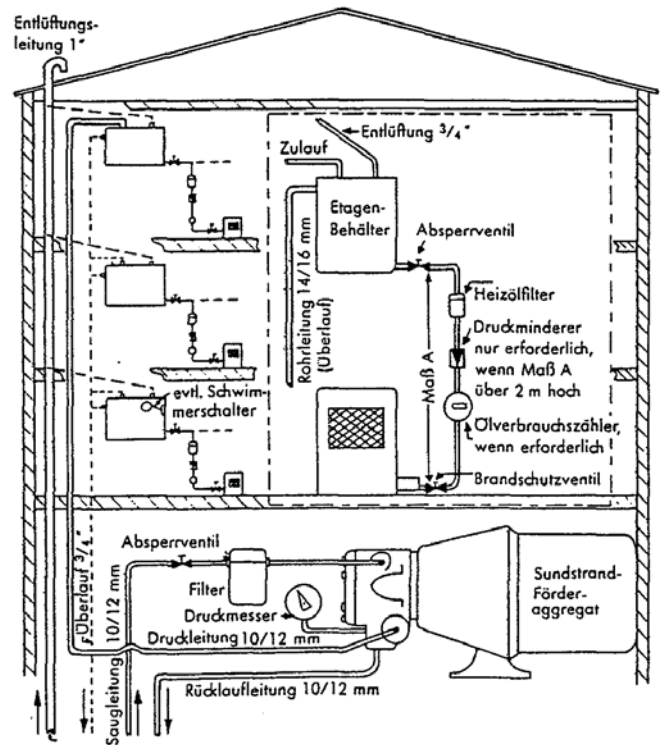 Entlüftungs-
leitung 1"
Entlüftung 3/4"
Zulauf
Etagen-
Behälter
Absperrventil
Rohrleitung 14/16 mm
(Überlauf)
Heizölfilter
Maß A
Druckminderer
nur erforderlich,
wenn Maß A
über 2 m hoch
evtl. Schwim-
merschalter
Ölverbrauchszähler,
wenn erforderlich
Brandschutzventil
Überlauf 3/4"
Saugleitung 10/12 mm
Absperrventil
Filter
Druckmesser
Druckleitung 10/12 mm
Rücklaufleitung 10/12 mm
Sundstrand-
Förder-
aggregat